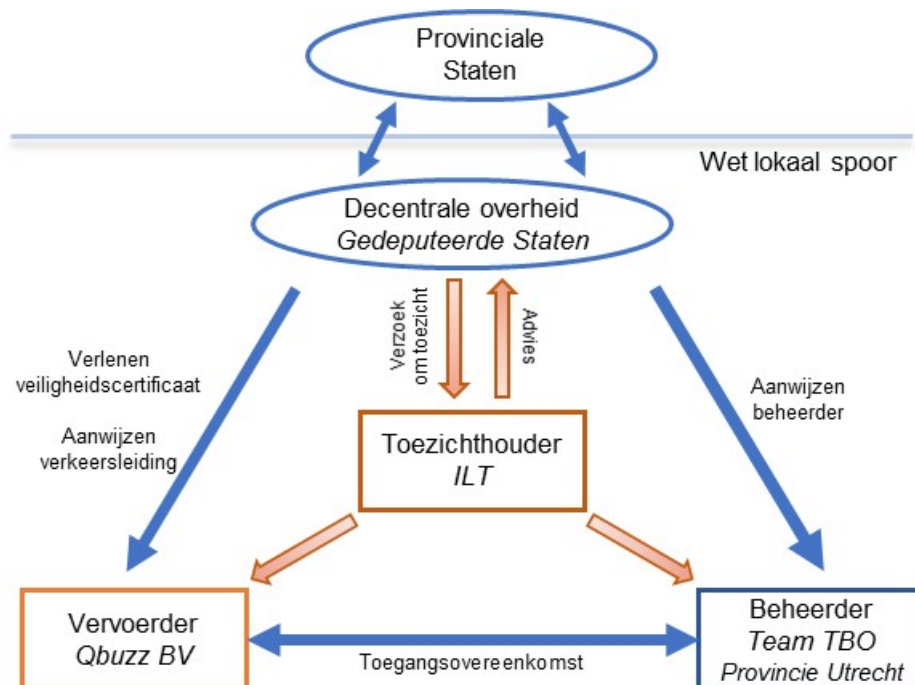 Provinciale
Staten
Wet lokaal spoor
Decentrale overheid
Gedeputeerde Staten
Verlenen
veiligheidscertificaat
Aanwijzen
verkeersleiding
Verzoek
om toezicht
Advies
Aanwijzen
beheerder
Toezichthouder
ILT
Vervoerder
Qbuzz BV
Toegangsovereenkomst
Beheerder
Team TBO
Provincie Utrecht